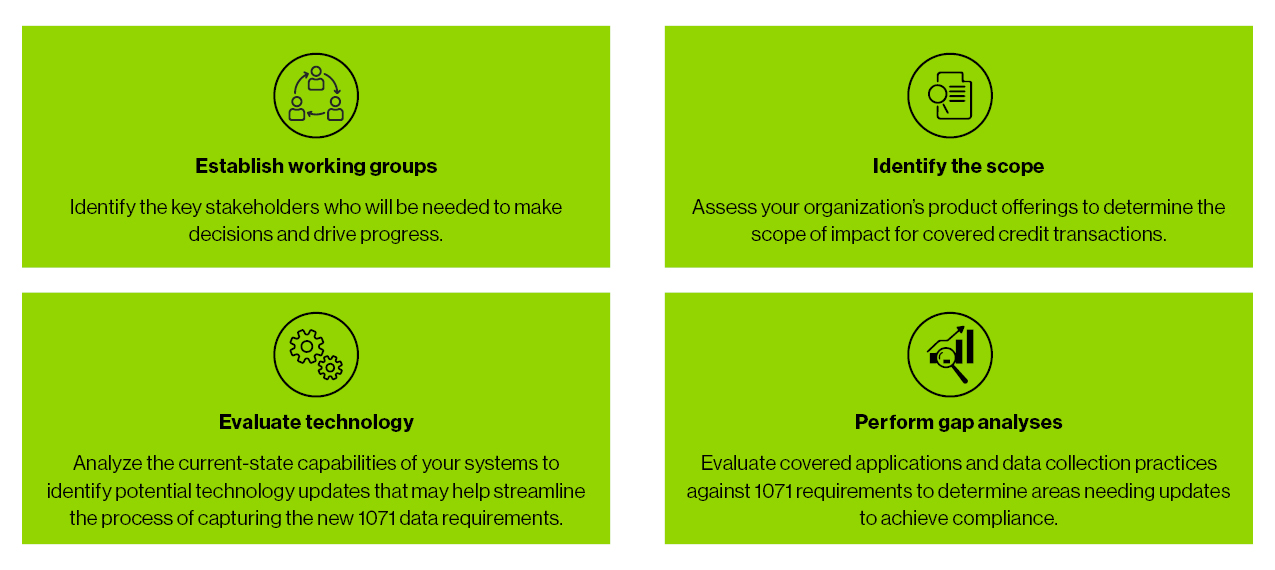 Establish working groups
Identify the key stakeholders who will be needed to make
decisions and drive progress.
Identify the scope
Assess your organization’s product offerings to determine the
scope of impact for covered credit transactions.
Evaluate technology
Analyze the current-state capabilities of your systems to
identify potential technology updates that may help streamline
the process of capturing the new 1071 data requirements.
Perform gap analyses
Evaluate covered applications and data collection practices
against 1071 requirements to determine areas needing updates
to achieve compliance.